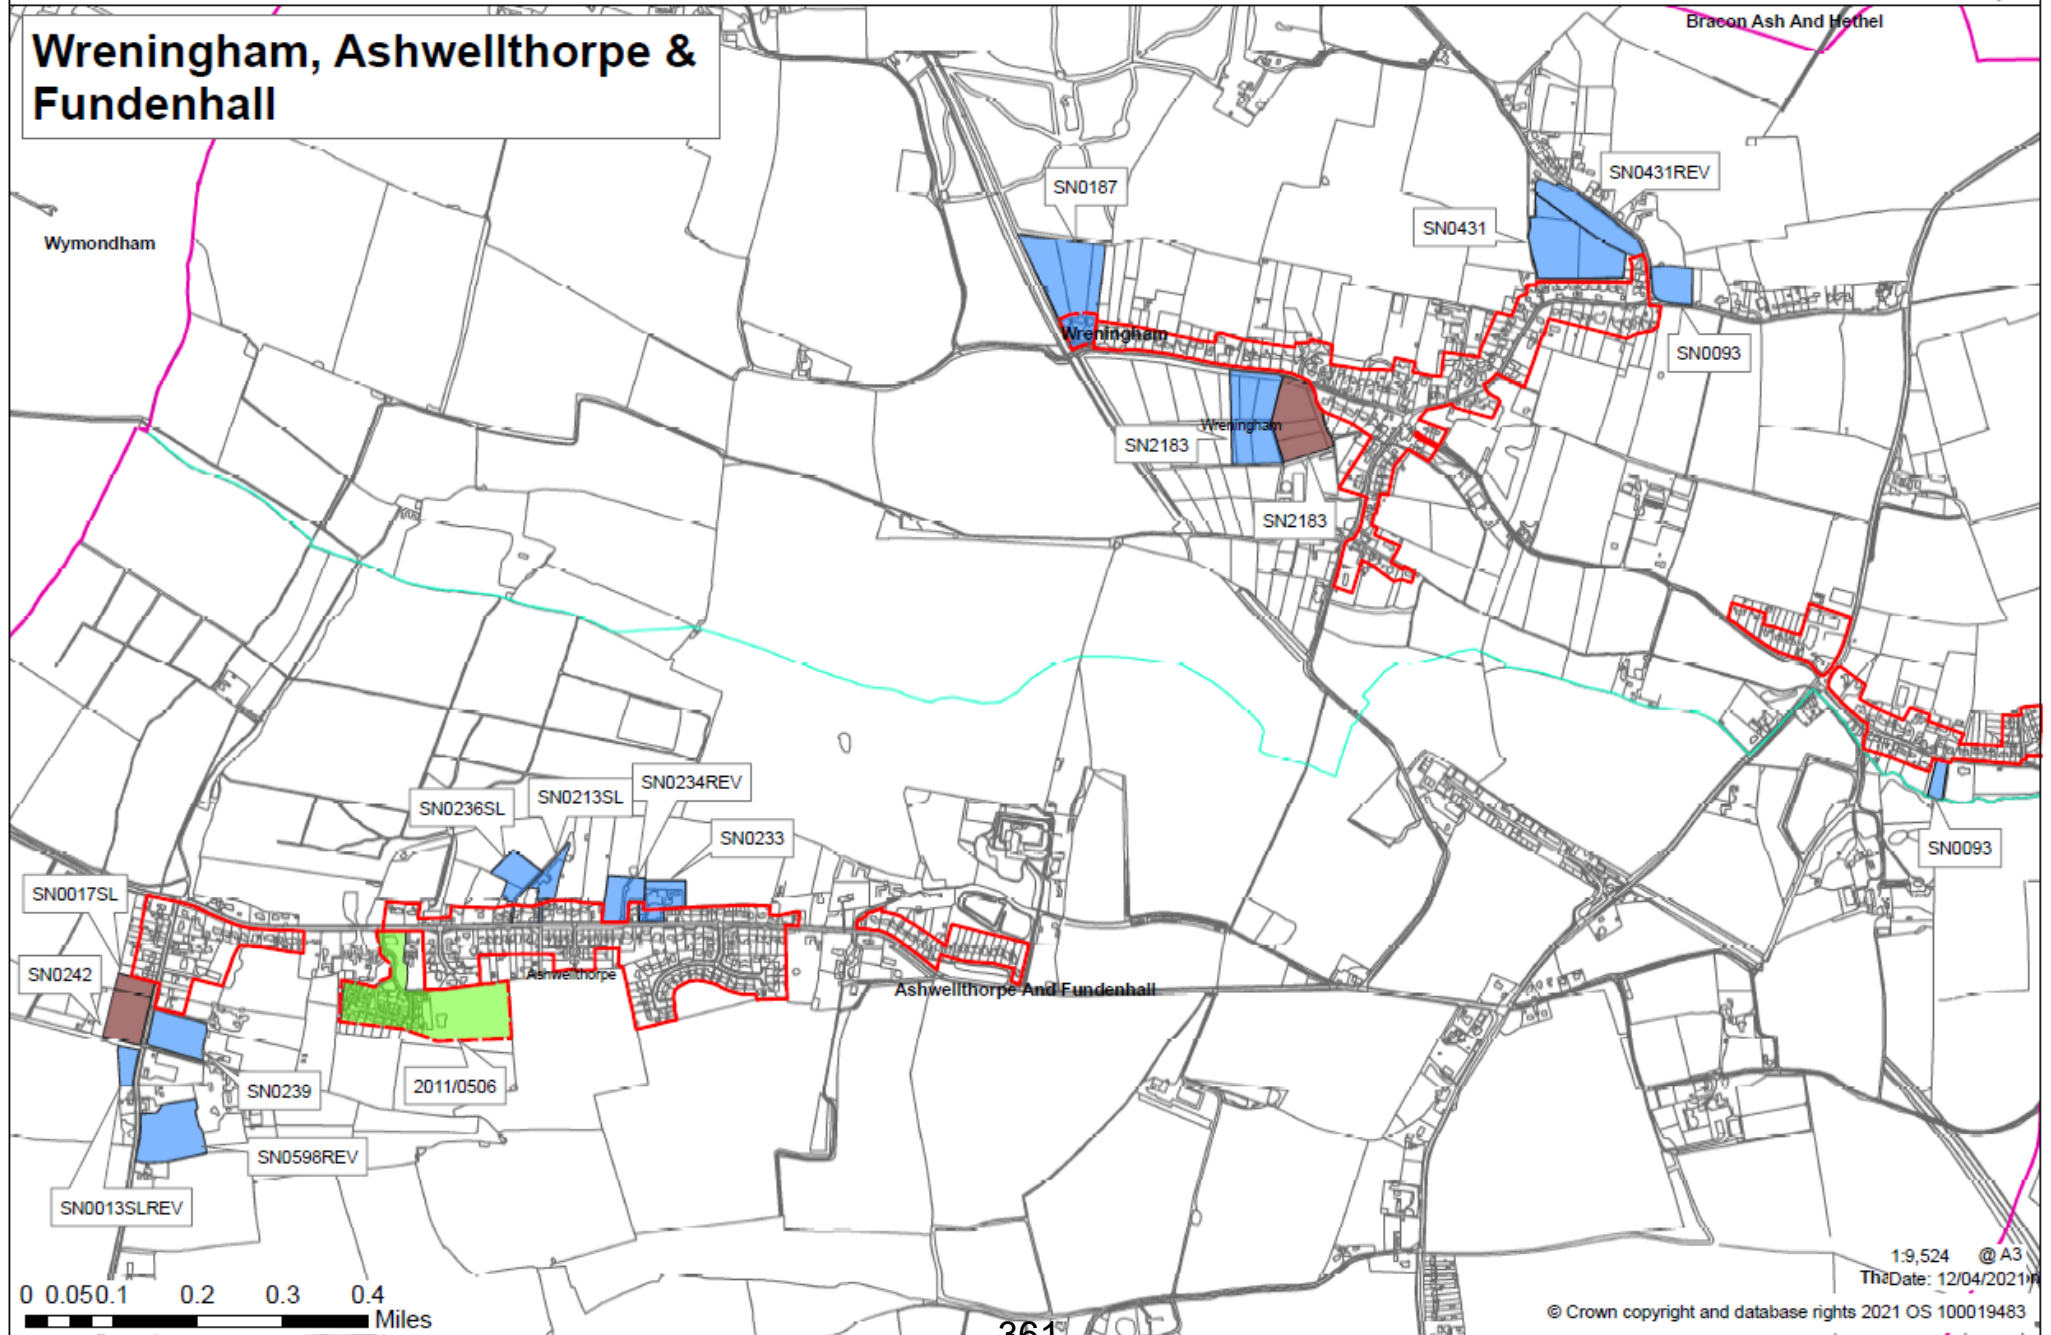 Bracon Ash And Hethel
Wreningham, Ashwellthorpe &
Fundenhall
SN0431REV
SN0187
SN0431
Wymondham
Wreningham
SN0093
Wreningham
SN2183
SN2183
SN0234REV
SN0213SL
SN0236SL
SN0233
SN0093
SN0017SL
SN0242
Ashwellthorpe
Ashwellthorpe And Fundenhall
2011/0506
SN0239
SN0598REV
SN0013SLREV
1:9,524 @ A3
Date: 12/04/2021
0 0.05 0.1 0.2 0.3 0.4
Miles
© Crown copyright and database rights 2021 OS 100019483
361